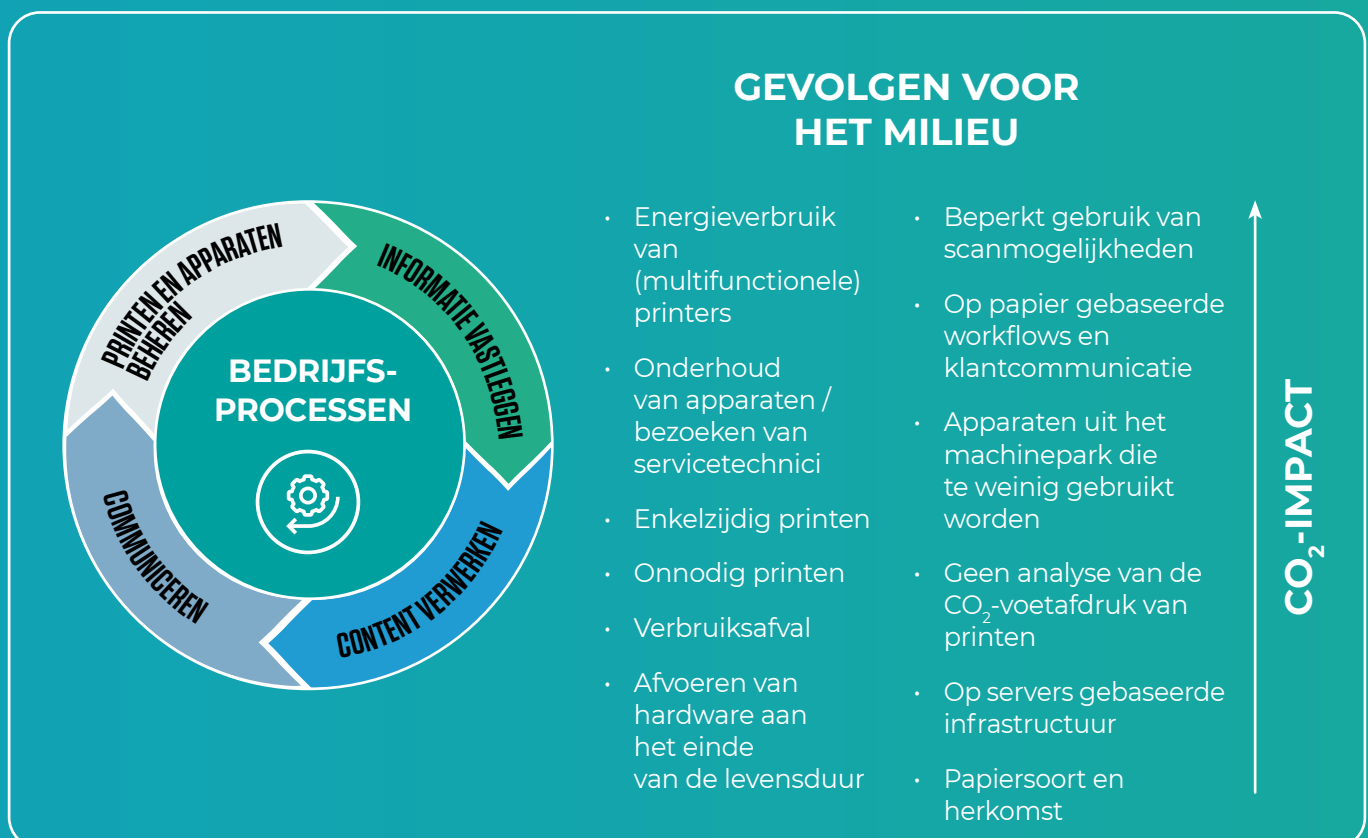 GEVOLGEN VOOR
HET MILIEU
PRINTEN EN APPARATEN
BEHEREN
INFORMATIE VASTLEGGEN
CONTENT VERWERKEN
COMMUNICEREN
BEDRIJFS-
PROCESSEN
• Energieverbruik
van
(multifunctionele)
printers
• Onderhoud
van apparaten /
bezoeken van
servicetechnici
• Enkelzijdig printen
• Onnodig printen
• Verbruiksafval
• Afvoeren van
hardware aan
het einde
van de levensduur
• Beperkt gebruik van
scanmogelijkheden
• Op papier gebaseerde
workflows en
klantcommunicatie
• Apparaten uit het
machinepark die
te weinig gebruikt
worden
• Geen analyse van de
CO₂-voetafdruk van
printen
• Op servers gebaseerde
infrastructuur
• Papiersoort en
herkomst
CO₂-IMPACT